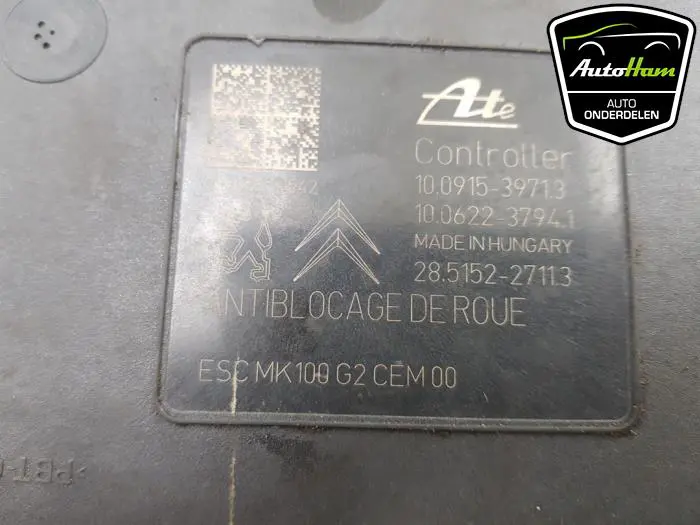 AutoHam
AUTO
ONDERDELEN
Ate
Controller
10.0915-3971.3
10.0622-3794.1
MADE IN HUNGARY
28.5152-2711.3
ANTIBLOCAGE DE ROUE
ESC MK100 G2 CEM 00